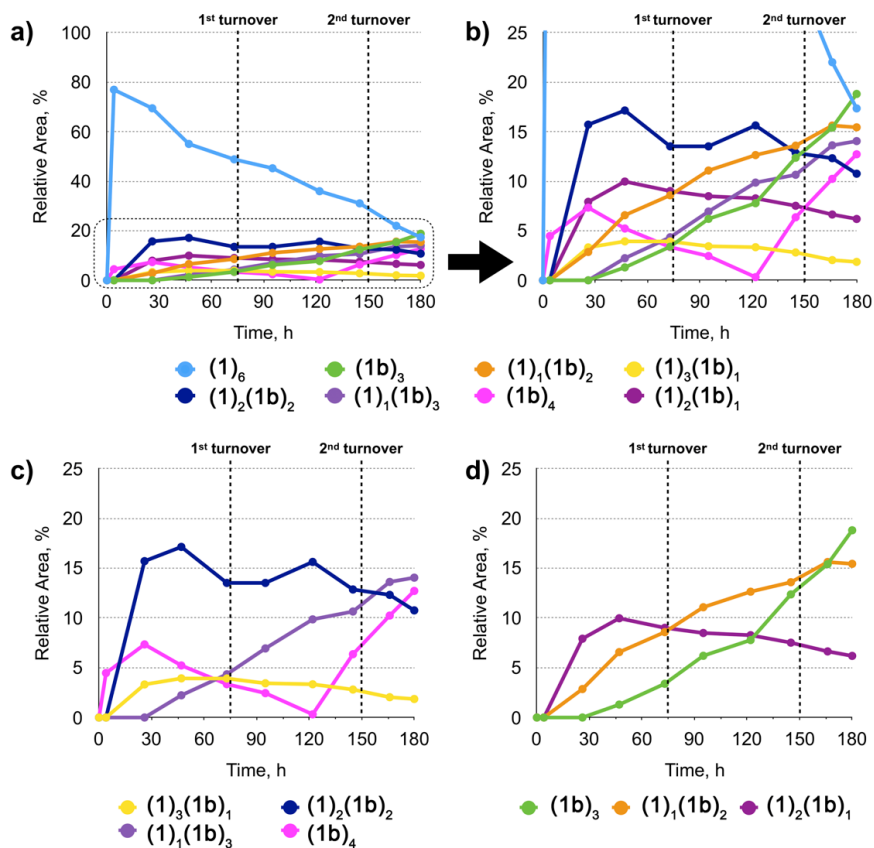 a)
1st turnover
2nd turnover
100
80
60
40
20
0
Relative Area, %
0 30 60 90 120 150 180
Time, h
b)
1st turnover
2nd turnover
25
20
15
10
5
0
Relative Area, %
0 30 60 90 120 150 180
Time, h
(1)6 (1b)3 (1)1(1b)2 (1)3(1b)1
(1)2(1b)2 (1)1(1b)3 (1b)4 (1)2(1b)1
c)
1st turnover
2nd turnover
25
20
15
10
5
0
Relative Area, %
0 30 60 90 120 150 180
Time, h
(1)3(1b)1 (1)2(1b)2
(1)1(1b)3 (1b)4
d)
1st turnover
2nd turnover
25
20
15
10
5
0
Relative Area, %
0 30 60 90 120 150 180
Time, h
(1b)3 (1)1(1b)2 (1)2(1b)1